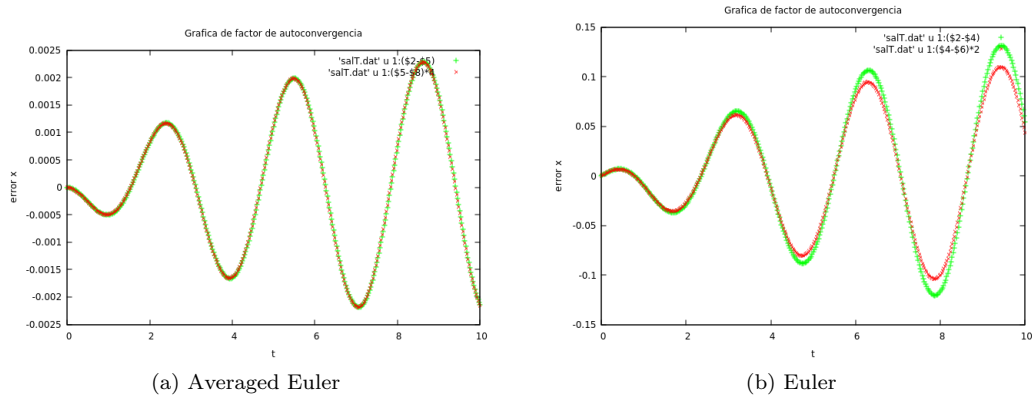 Grafica de factor de autoconvergencia
'salT.dat' u 1:($2-$5)
'salT.dat' u 1:($5-$8)*4
0.0025
0.002
0.0015
0.001
0.0005
0
-0.0005
-0.001
-0.0015
-0.002
-0.0025
error x
0 2 4 6 8 10
t
(a) Averaged Euler
Grafica de factor de autoconvergencia
'salT.dat' u 1:($2-$4)
'salT.dat' u 1:($4-$6)*2
0.15
0.1
0.05
0
-0.05
-0.1
-0.15
error x
0 2 4 6 8 10
t
(b) Euler